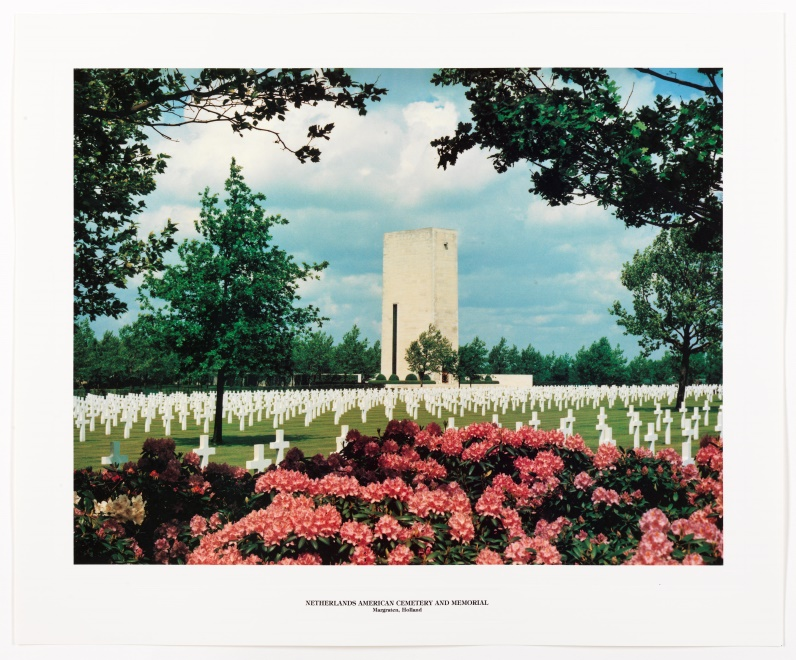 NETHERLANDS AMERICAN CEMETERY AND MEMORIAL
Margraten, Holland